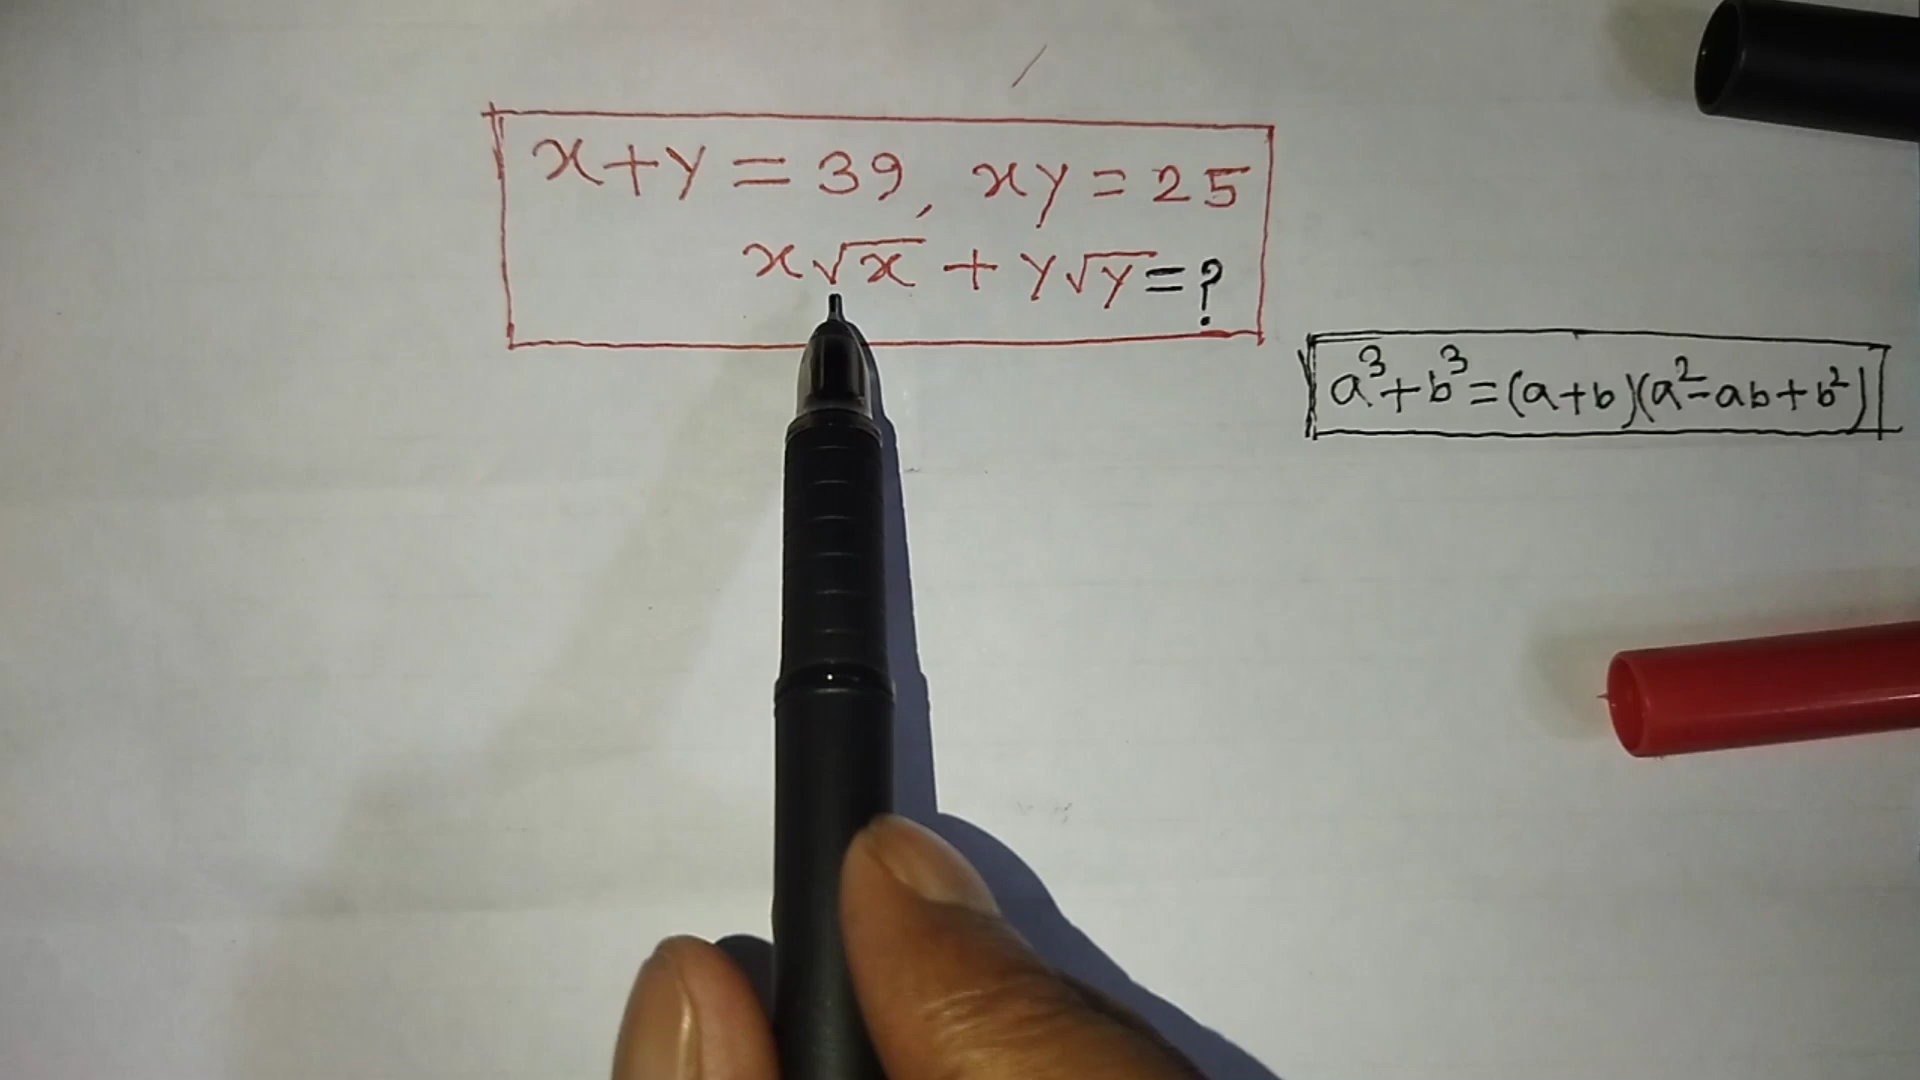 x+y=39, xy=25
x√x + y√y=?
a³+b³=(a+b)(a²-ab+b²)